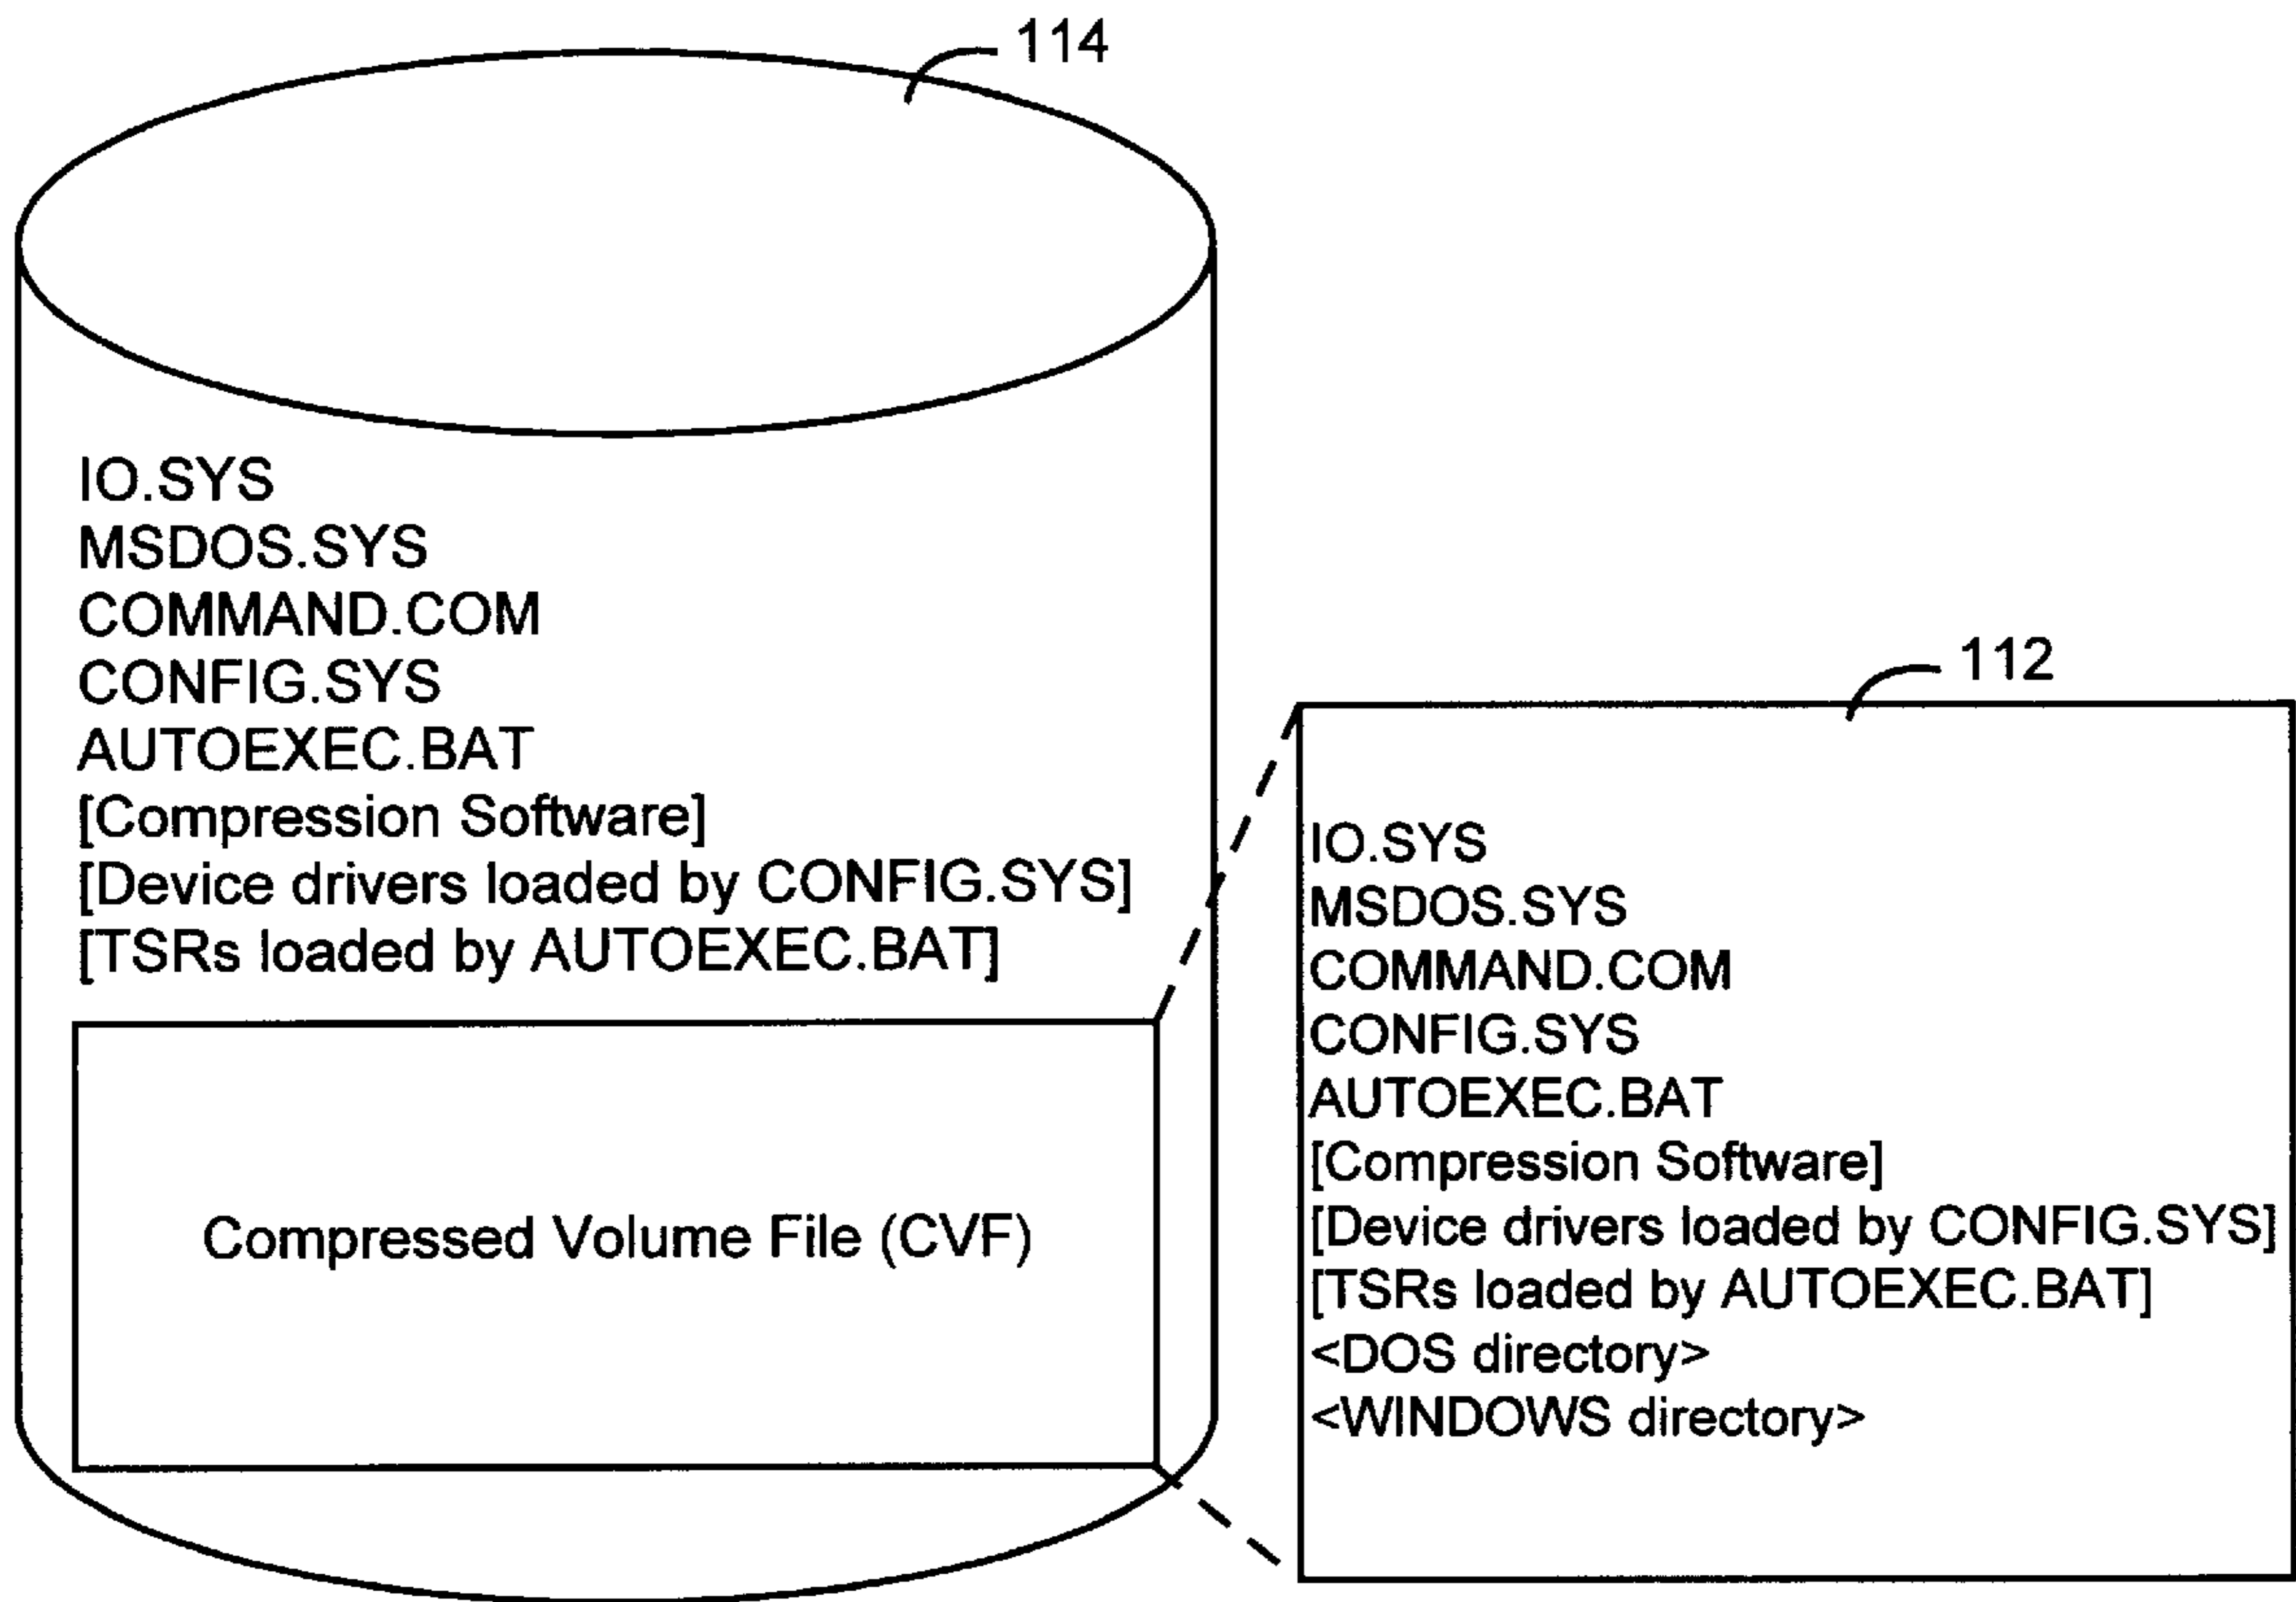 114
IO.SYS
MSDOS.SYS
COMMAND.COM
CONFIG.SYS
AUTOEXEC.BAT
[Compression Software]
[Device drivers loaded by CONFIG.SYS]
[TSRs loaded by AUTOEXEC.BAT]
Compressed Volume File (CVF)
112
IO.SYS
MSDOS.SYS
COMMAND.COM
CONFIG.SYS
AUTOEXEC.BAT
[Compression Software]
[Device drivers loaded by CONFIG.SYS]
[TSRs loaded by AUTOEXEC.BAT]
<DOS directory>
<WINDOWS directory>